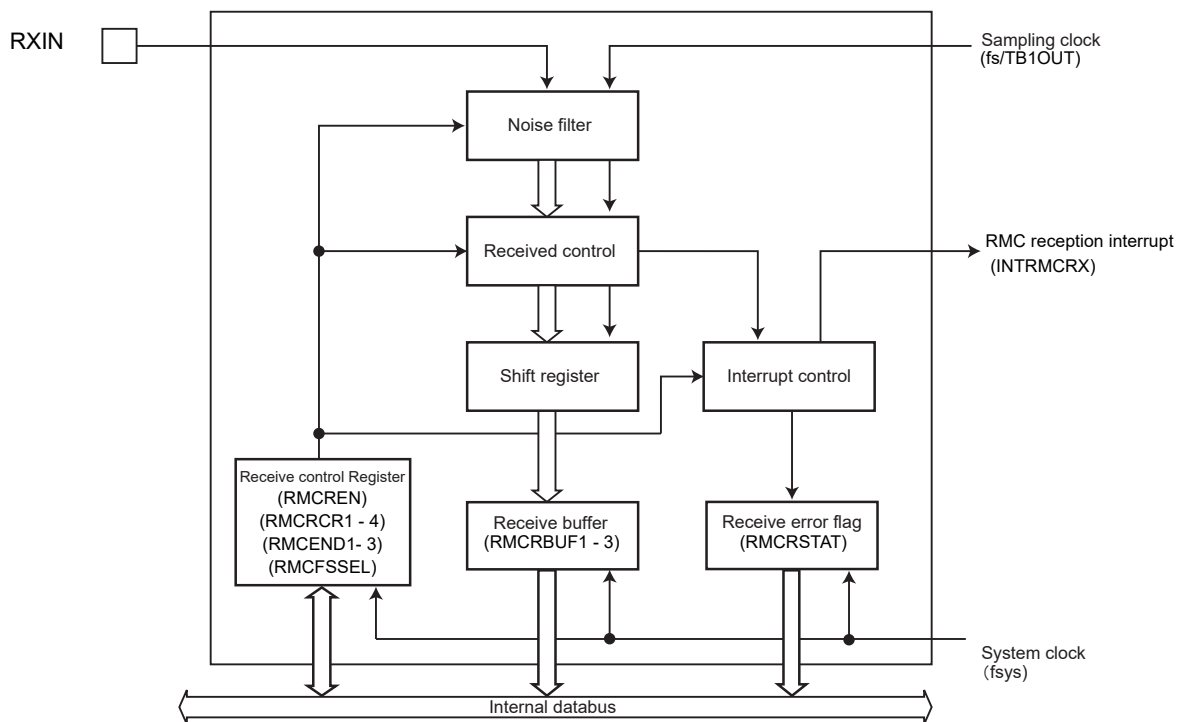 RXIN
Sampling clock
(fs/TB1OUT)
Noise filter
Received control
RMC reception interrupt
(INTRMCRX)
Shift register
Interrupt control
Receive control Register
(RMCREN)
(RMCRCR1 - 4)
(RMCEND1- 3)
(RMCFSSEL)
Receive buffer
(RMCRBUF1 - 3)
Receive error flag
(RMCRSTAT)
System clock
(fsys)
Internal databus